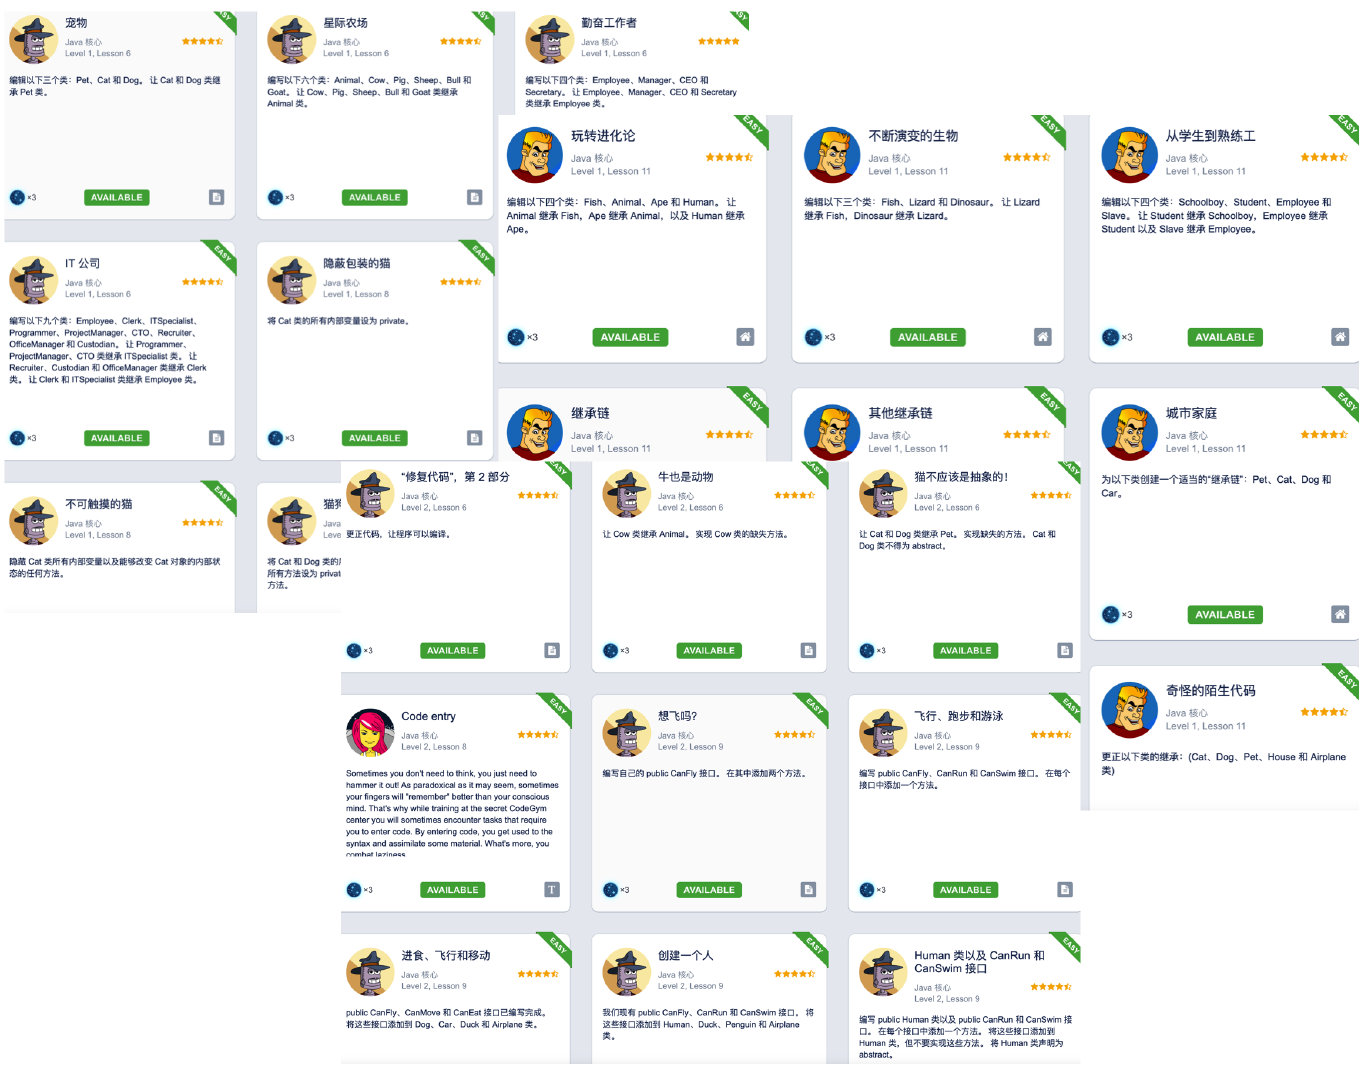 宠物
Java 核心
Level 1, Lesson 6
EASY
编辑以下三个类：Pet、Cat 和 Dog。 让 Cat 和 Dog 类继
承 Pet 类。
×3
AVAILABLE
星际农场
Java 核心
Level 1, Lesson 6
EASY
编写以下六个类：Animal、Cow、Pig、Sheep、Bull 和
Goat。 让 Cow、Pig、Sheep、Bull 和 Goat 类继承
Animal 类。
×3
AVAILABLE
勤奋工作者
Java 核心
Level 1, Lesson 6
EASY
编写以下四个类：Employee、Manager、CEO 和
Secretary。 让 Employee、Manager、CEO 和 Secretary
类继承 Employee 类。
玩转进化论
Java 核心
Level 1, Lesson 11
EASY
编辑以下四个类：Fish、Animal、Ape 和 Human。 让
Animal 继承 Fish，Ape 继承 Animal，以及 Human 继承
Ape。
×3
AVAILABLE
不断演变的生物
Java 核心
Level 1, Lesson 11
EASY
编辑以下三个类：Fish、Lizard 和 Dinosaur。 让 Lizard
继承 Fish，Dinosaur 继承 Lizard。
×3
AVAILABLE
从学生到熟练工
Java 核心
Level 1, Lesson 11
EASY
编辑以下四个类：Schoolboy、Student、Employee 和
Slave。 让 Student 继承 Schoolboy，Employee 继承
Student 以及 Slave 继承 Employee。
×3
AVAILABLE
IT 公司
Java 核心
Level 1, Lesson 6
EASY
编写以下九个类：Employee、Clerk、ITSpecialist、
Programmer、ProjectManager、CTO、Recruiter、
OfficeManager 和 Custodian。 让 Programmer、
ProjectManager、CTO 类继承 ITSpecialist 类。 让
Recruiter、Custodian 和 OfficeManager 类继承 Clerk
类。 让 Clerk 和 ITSpecialist 类继承 Employee 类。
×3
AVAILABLE
隐蔽包装的猫
Java 核心
Level 1, Lesson 8
EASY
将 Cat 类的所有内部变量设为 private。
×3
AVAILABLE
继承链
Java 核心
Level 1, Lesson 11
EASY
其他继承链
Java 核心
Level 1, Lesson 11
EASY
城市家庭
Java 核心
Level 1, Lesson 11
EASY
为以下类创建一个适当的“继承链”：Pet、Cat、Dog 和
Car。
×3
AVAILABLE
不可触摸的猫
Java 核心
Level 1, Lesson 8
EASY
隐藏 Cat 类所有内部变量以及能够改变 Cat 对象的内部状
态的任何方法。
猫
Java
Level
将 Cat 和 Dog 类的
所有方法设为 privat
方法。
“修复代码”，第 2 部分
Java 核心
Level 2, Lesson 6
EASY
更正代码，让程序可以编译。
×3
AVAILABLE
牛也是动物
Java 核心
Level 2, Lesson 6
EASY
让 Cow 类继承 Animal。 实现 Cow 类的缺失方法。
×3
AVAILABLE
猫不应该是抽象的！
Java 核心
Level 2, Lesson 6
EASY
让 Cat 和 Dog 类继承 Pet。 实现缺失的方法。 Cat 和
Dog 类不得为 abstract。
×3
AVAILABLE
奇怪的陌生代码
Java 核心
Level 1, Lesson 11
EASY
更正以下类的继承：(Cat、Dog、Pet、House 和 Airplane
类)
Code entry
Java 核心
Level 2, Lesson 8
EASY
Sometimes you don't need to think, you just need to
hammer it out! As paradoxical as it may seem, sometimes
your fingers will "remember" better than your conscious
mind. That's why while training at the secret CodeGym
center you will sometimes encounter tasks that require
you to enter code. By entering code, you get used to the
syntax and assimilate some material. What's more, you
combat laziness
×3
AVAILABLE
T
想飞吗？
Java 核心
Level 2, Lesson 9
EASY
编写自己的 public CanFly 接口。 在其中添加两个方法。
×3
AVAILABLE
飞行、跑步和游泳
Java 核心
Level 2, Lesson 9
EASY
编写 public CanFly、CanRun 和 CanSwim 接口。 在每个
接口中添加一个方法。
×3
AVAILABLE
进食、飞行和移动
Java 核心
Level 2, Lesson 9
EASY
public CanFly、CanMove 和 CanEat 接口已编写完成。
将这些接口添加到 Dog、Car、Duck 和 Airplane 类。
创建一个人
Java 核心
Level 2, Lesson 9
EASY
我们现有 public CanFly、CanRun 和 CanSwim 接口。 将
这些接口添加到 Human、Duck、Penguin 和 Airplane
类。
Human 类以及 CanRun 和
CanSwim 接口
Java 核心
Level 2, Lesson 9
EASY
编写 public Human 类以及 public CanRun 和 CanSwim 接
口。 在每个接口中添加一个方法。 将这些接口添加到
Human 类，但不要实现这些方法。 将 Human 类声明为
abstract。